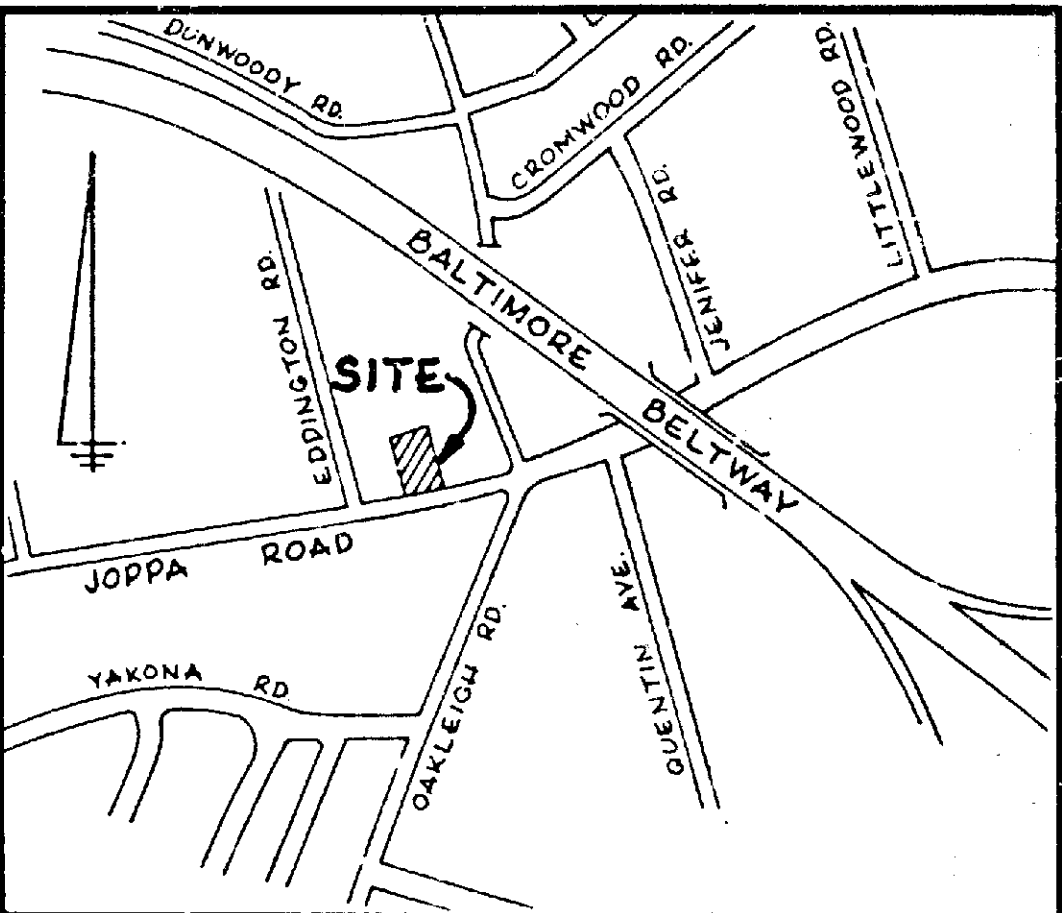 DUNWOODY RD.
CROMWOOD RD.
LITTLEWOOD RD.
JENIFER RD.
EDDINGTON RD.
BALTIMORE BELTWAY
SITE
JOPPA ROAD
YAKONA RD
OAKLEIGH RD.
QUENTIN AVE.